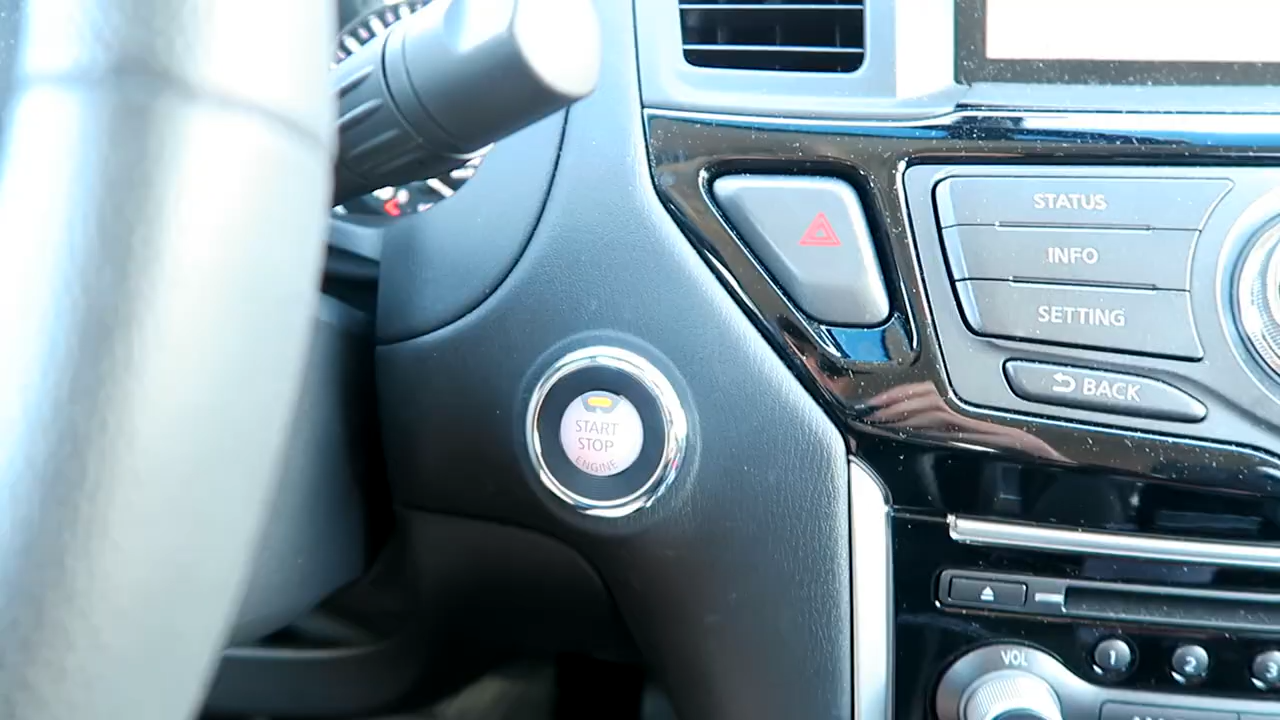 STATUS
INFO
SETTING
BACK
START
STOP
ENGINE
VOL
1
2
3